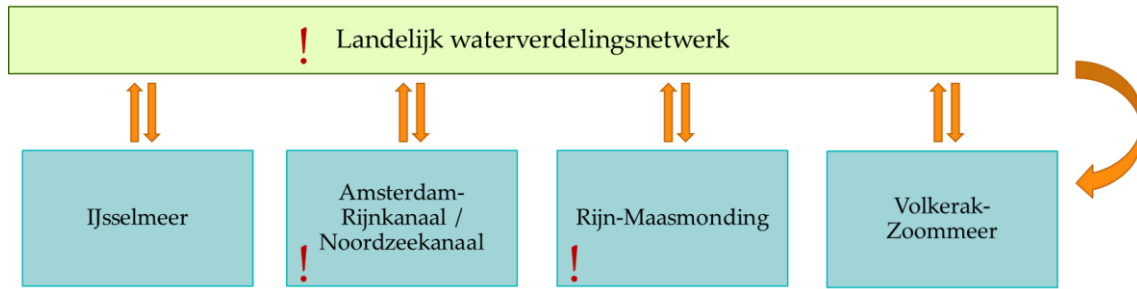 ! Landelijk waterverdelingsnetwerk
IJsselmeer
Amsterdam-
Rijnkanaal /
Noordzeekanaal
!
Rijn-Maasmonding
!
Volkerak-
Zoommeer